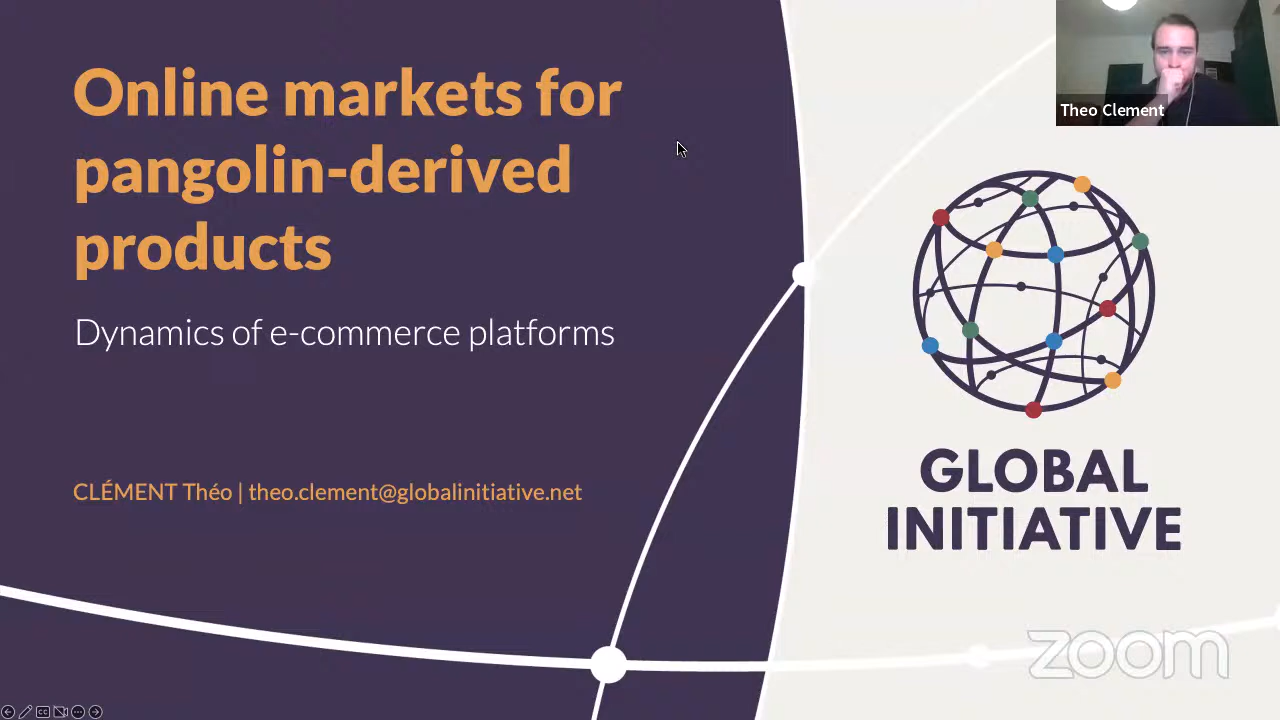 Online markets for
pangolin-derived
products
Dynamics of e-commerce platforms
CLÉMENT Théo | theo.clement@globalinitiative.net
Theo Clement
GLOBAL
INITIATIVE
zoom